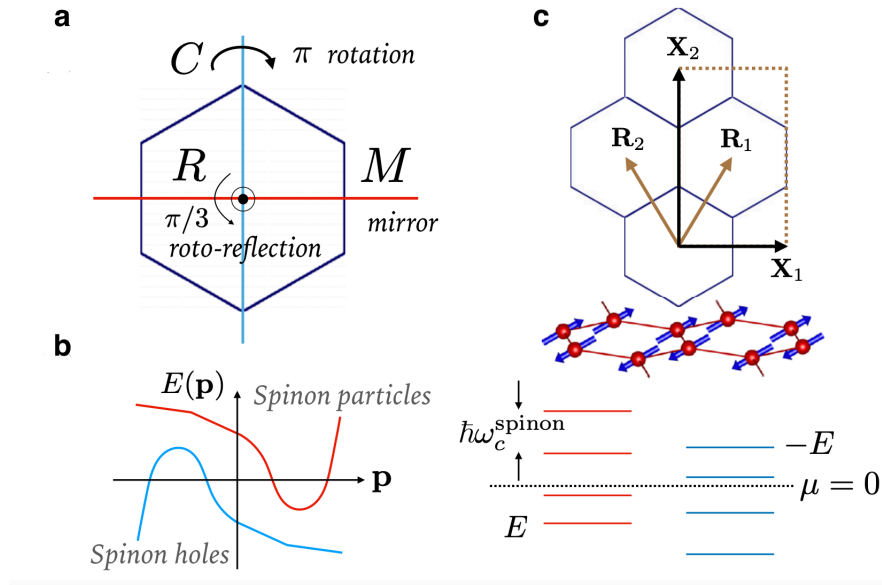 a
C π rotation
R M
π/3 mirror
roto-reflection
b
E(p)
Spinon particles
p
Spinon holes
c
X₂
R₂ R₁
X₁
ħω_c^spinon
−E
μ = 0
E